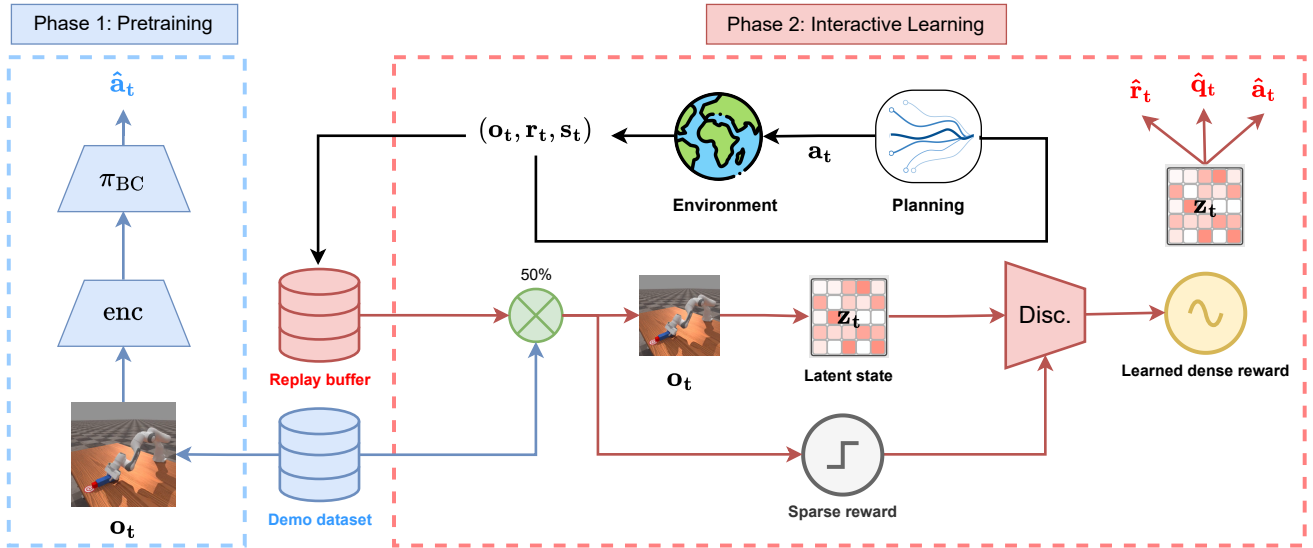 Phase 1: Pretraining
Phase 2: Interactive Learning
â_t
π_BC
enc
o_t
(o_t, r_t, s_t)
a_t
Environment
Planning
r̂_t
q̂_t
â_t
z_t
Replay buffer
50%
o_t
z_t
Latent state
Disc.
Learned dense reward
Demo dataset
Sparse reward